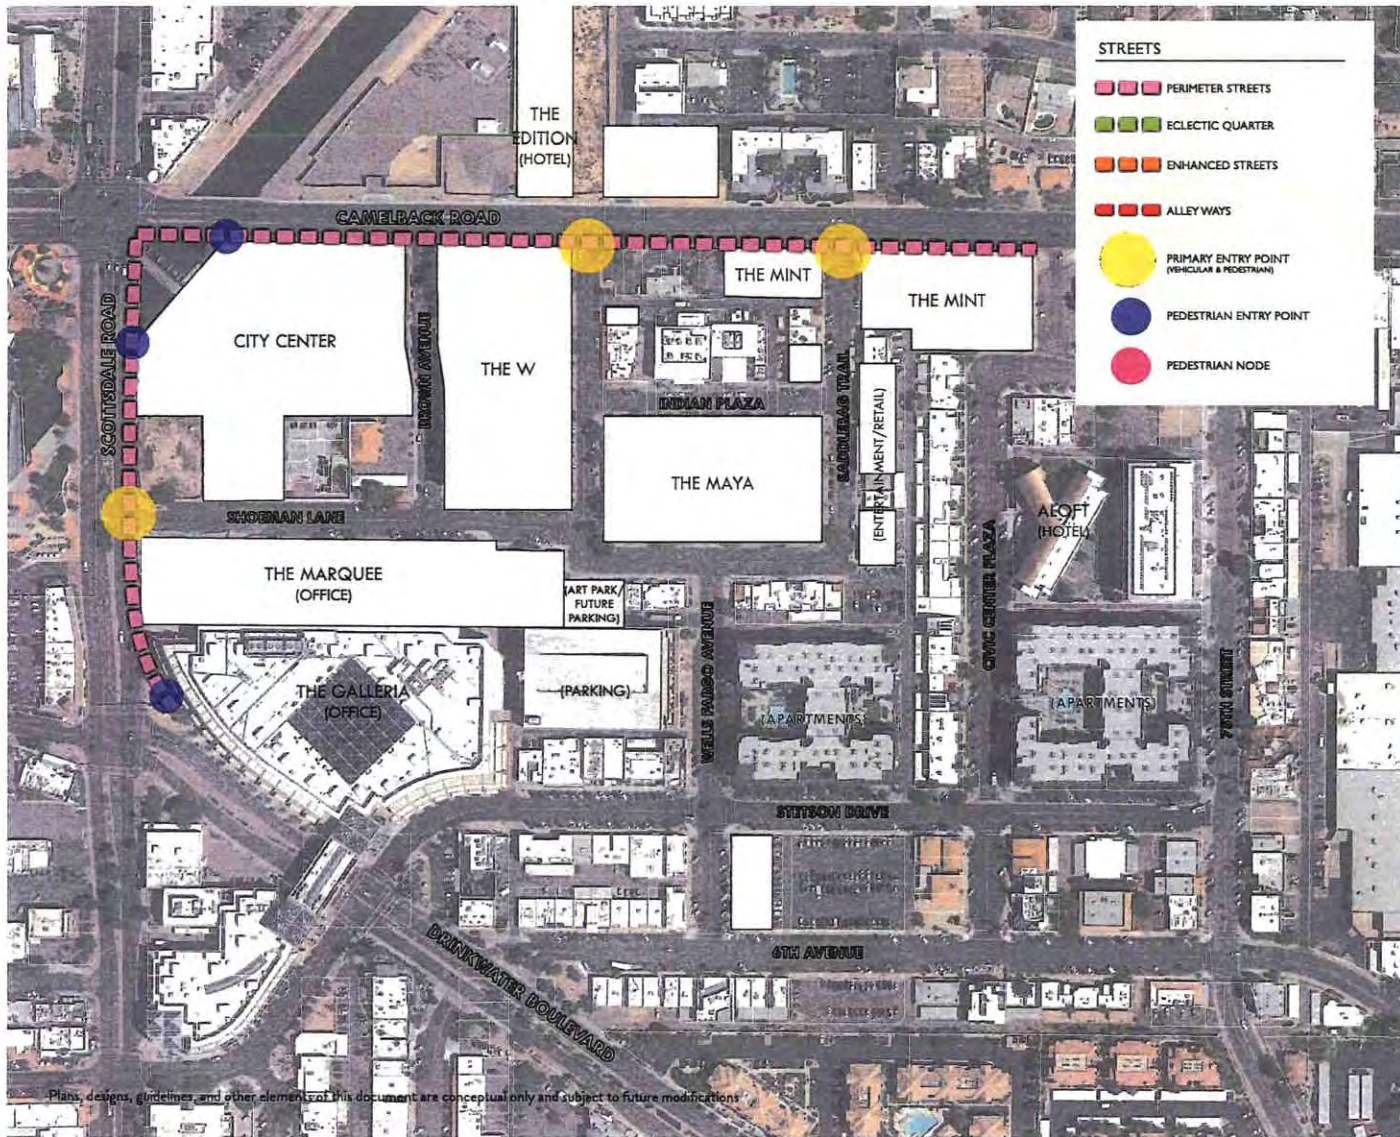 STREETS
PERIMETER STREETS
ECLECTIC QUARTER
ENHANCED STREETS
ALLEY WAYS
PRIMARY ENTRY POINT
(VEHICULAR & PEDESTRIAN)
PEDESTRIAN ENTRY POINT
PEDESTRIAN NODE
THE
EDITION
(HOTEL)
CAMELBACK ROAD
THE MINT
THE MINT
SCOTTSDALE ROAD
CITY CENTER
BROWN AVENUE
THE W
INDIAN PLAZA
SADDLEBAG TRAIL
(ENTERTAINMENT/RETAIL)
THE MAYA
SHOEMAN LANE
ALOFT
(HOTEL)
CIVIC CENTER PLAZA
THE MARQUEE
(OFFICE)
(ART PARK/
FUTURE
PARKING)
WELLS FARGO AVENUE
75TH STREET
THE GALLERIA
(OFFICE)
(PARKING)
(APARTMENTS)
(APARTMENTS)
STETSON DRIVE
DRINKWATER BOULEVARD
6TH AVENUE
Plans, designs, guidelines, and other elements of this document are conceptual only and subject to future modifications